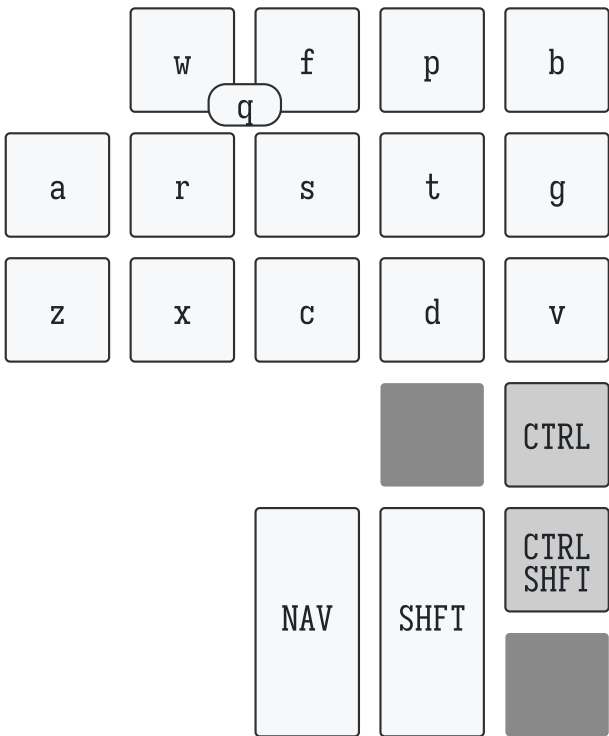 w f p b
q
a r s t g
z x c d v
CTRL
CTRL
SHFT
NAV SHFT